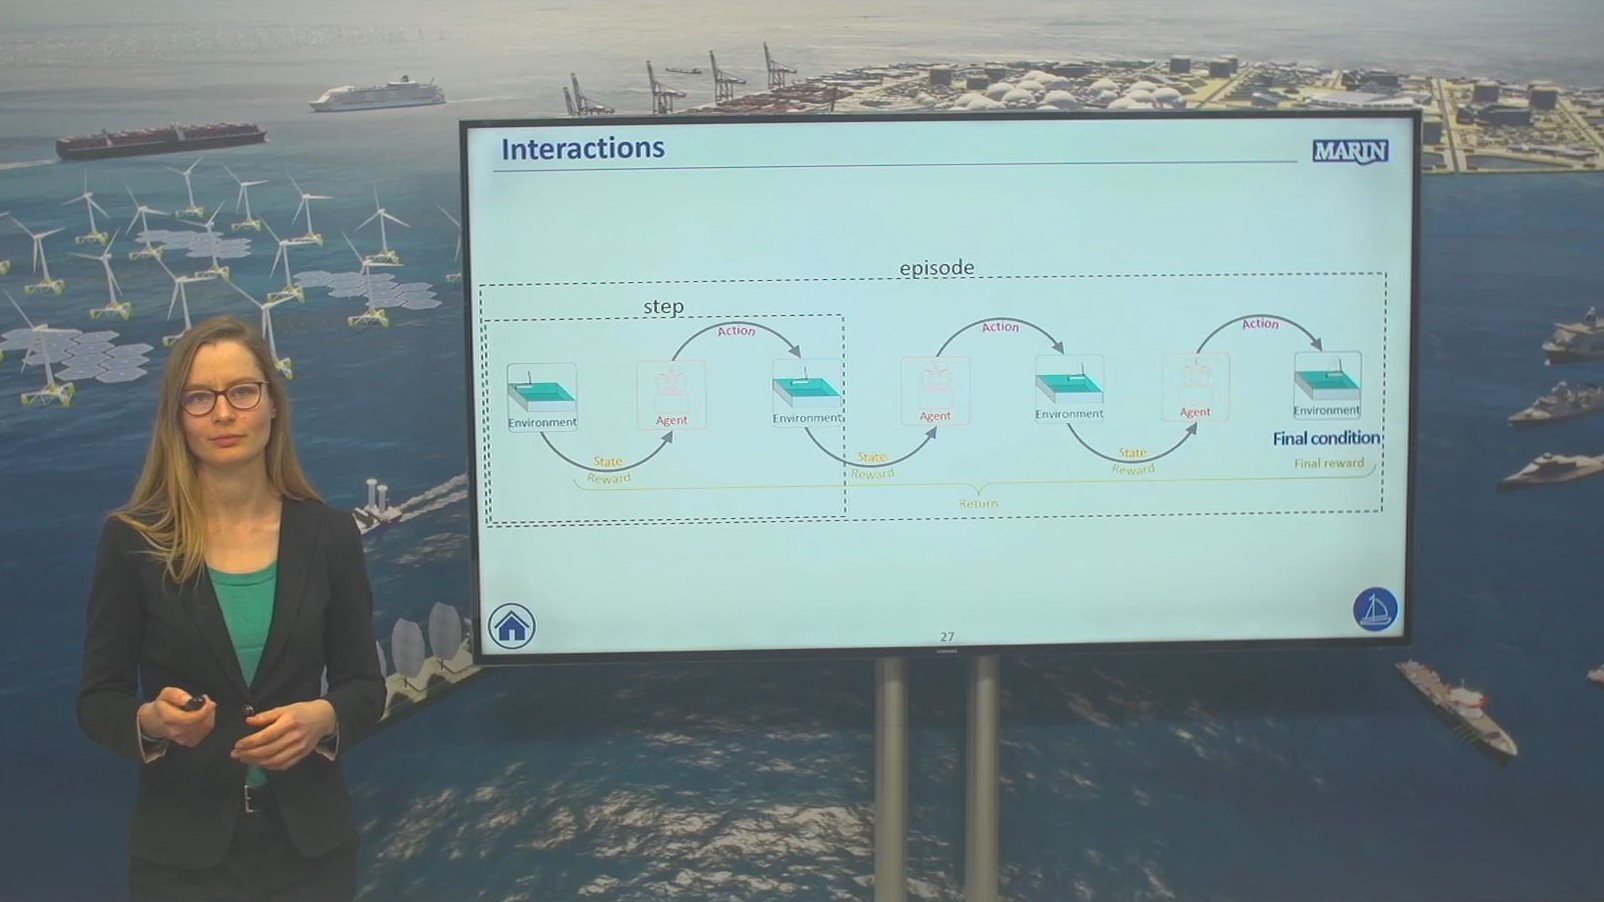 Interactions
MARIN
episode
step
Action
Action
Action
Environment
Agent
Environment
Agent
Environment
Agent
Environment
Final condition
State
Reward
State
Reward
State
Reward
Final reward
Return
27
SAMSUNG